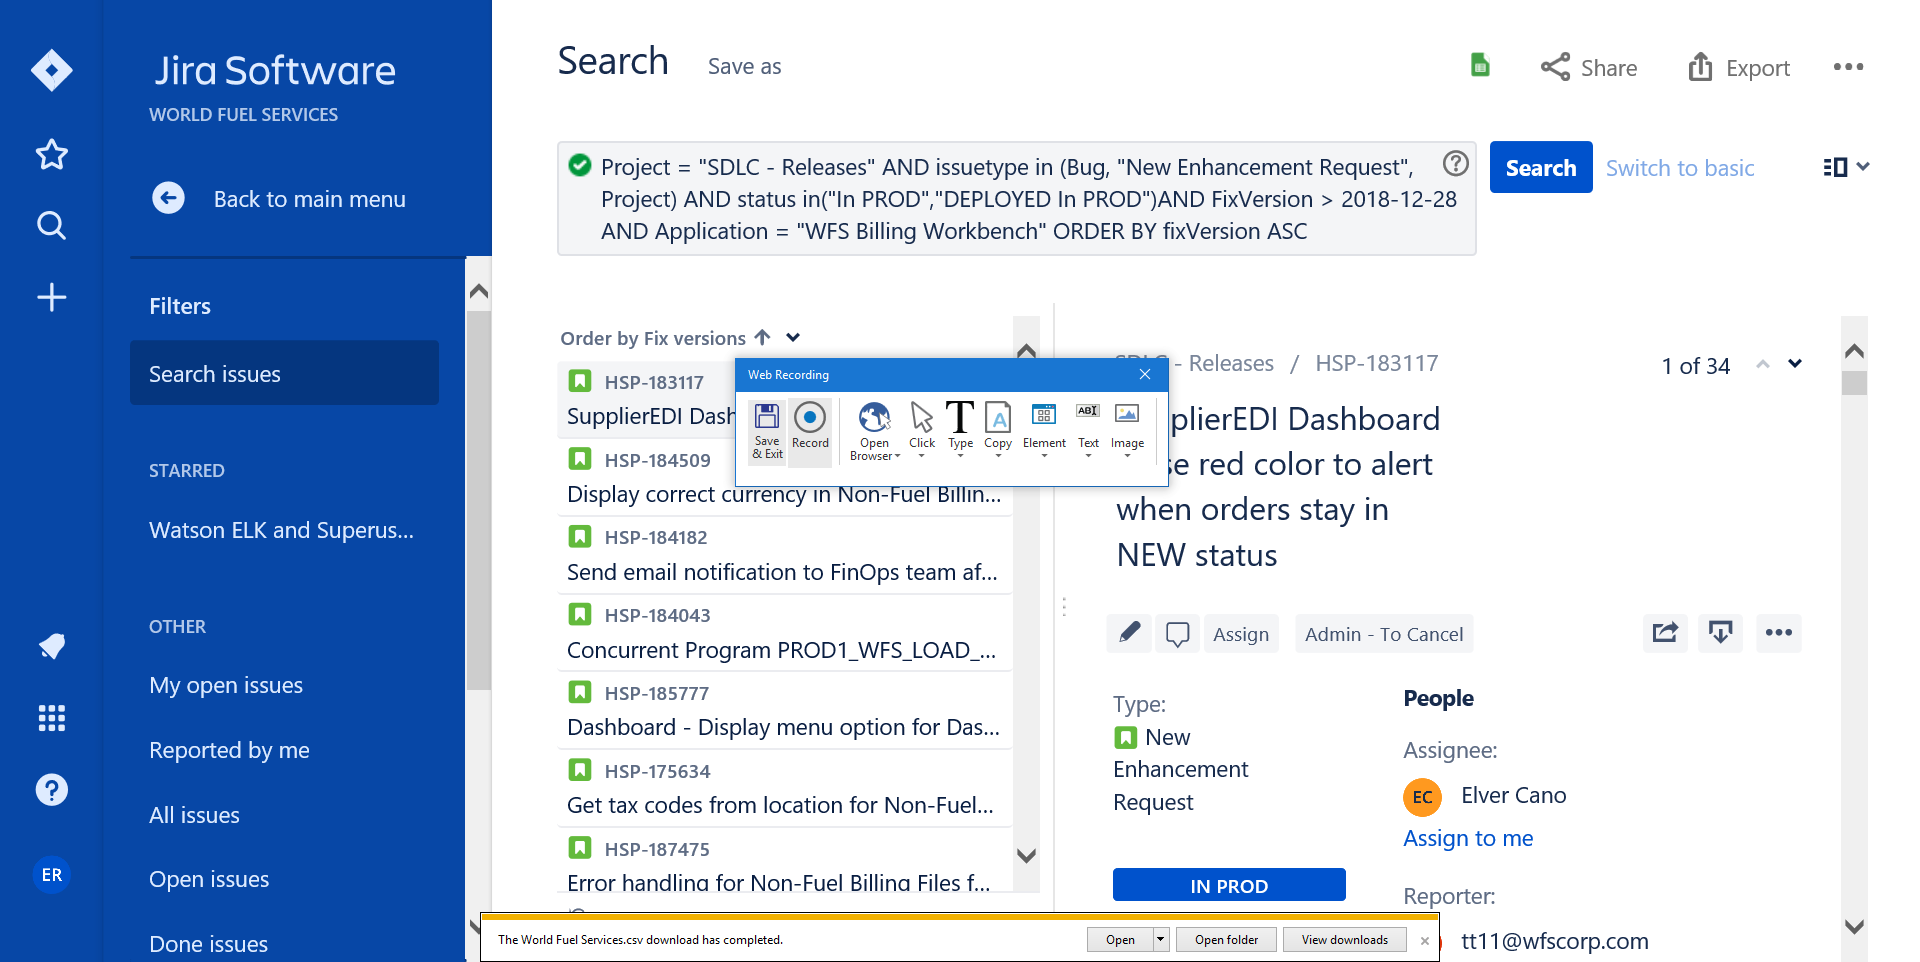 Jira Software
WORLD FUEL SERVICES
Back to main menu
Filters
Search issues
STARRED
Watson ELK and Superus...
OTHER
My open issues
Reported by me
All issues
Open issues
Done issues
ER
Search
Save as
Share
Export
Project = "SDLC - Releases" AND issuetype in (Bug, "New Enhancement Request",
Project) AND status in("In PROD","DEPLOYED In PROD")AND FixVersion > 2018-12-28
AND Application = "WFS Billing Workbench" ORDER BY fixVersion ASC
Search
Switch to basic
Order by Fix versions
HSP-183117
SupplierEDI Dash
HSP-184509
Display correct currency in Non-Fuel Billin...
HSP-184182
Send email notification to FinOps team af...
HSP-184043
Concurrent Program PROD1_WFS_LOAD_...
HSP-185777
Dashboard - Display menu option for Das...
HSP-175634
Get tax codes from location for Non-Fuel...
HSP-187475
Error handling for Non-Fuel Billing Files f...
Web Recording
Save & Exit
Record
Open Browser
Click
Type
Copy
Element
Text
Image
SDLC - Releases / HSP-183117
1 of 34
plierEDI Dashboard
se red color to alert
when orders stay in
NEW status
Assign
Admin - To Cancel
Type:
New
Enhancement
Request
IN PROD
People
Assignee:
EC
Elver Cano
Assign to me
Reporter:
tt11@wfscorp.com
The World Fuel Services.csv download has completed.
Open
Open folder
View downloads